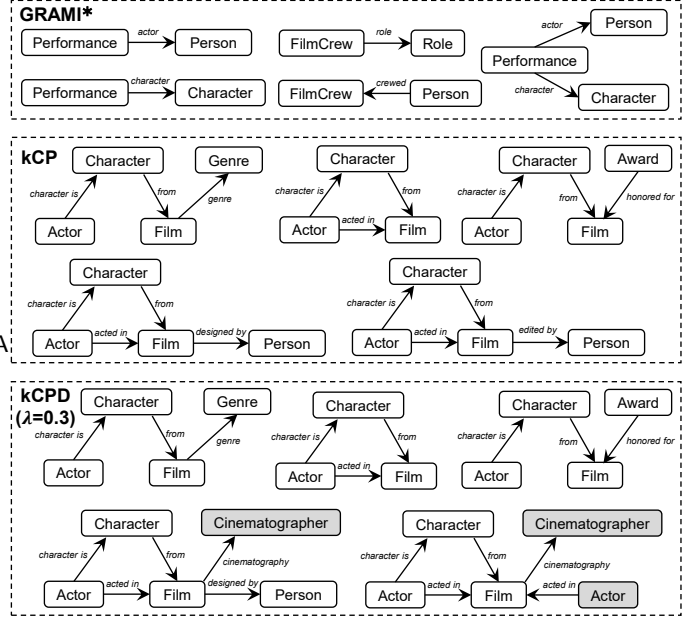 GRAMI*
Performance actor Person
FilmCrew role Role
Performance character Character
FilmCrew crewed Person
actor Person
Performance
character Character
kCP
Character Genre
character is from genre
Actor Film
Character
character is from
Actor acted in Film
Character Award
character is from honored for
Actor Film
Character
character is from
Actor acted in Film designed by Person
Character
character is from
Actor acted in Film edited by Person
A
kCPD
(λ=0.3)
Character Genre
character is from genre
Actor Film
Character
character is from
Actor acted in Film
Character Award
character is from honored for
Actor Film
Character Cinematographer
character is from cinematography
Actor acted in Film designed by Person
Character Cinematographer
character is from cinematography
Actor acted in Film acted in Actor